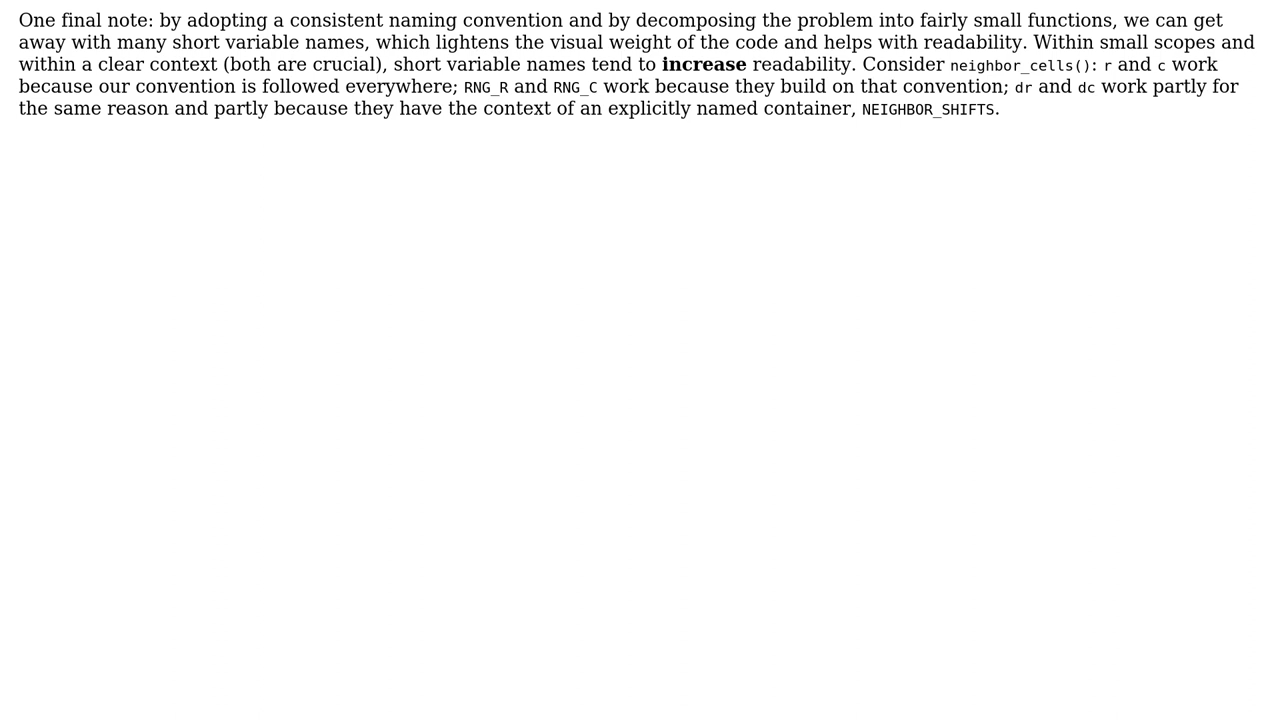 One final note: by adopting a consistent naming convention and by decomposing the problem into fairly small functions, we can get
away with many short variable names, which lightens the visual weight of the code and helps with readability. Within small scopes and
within a clear context (both are crucial), short variable names tend to increase readability. Consider neighbor_cells(): r and c work
because our convention is followed everywhere; RNG_R and RNG_C work because they build on that convention; dr and dc work partly for
the same reason and partly because they have the context of an explicitly named container, NEIGHBOR_SHIFTS.